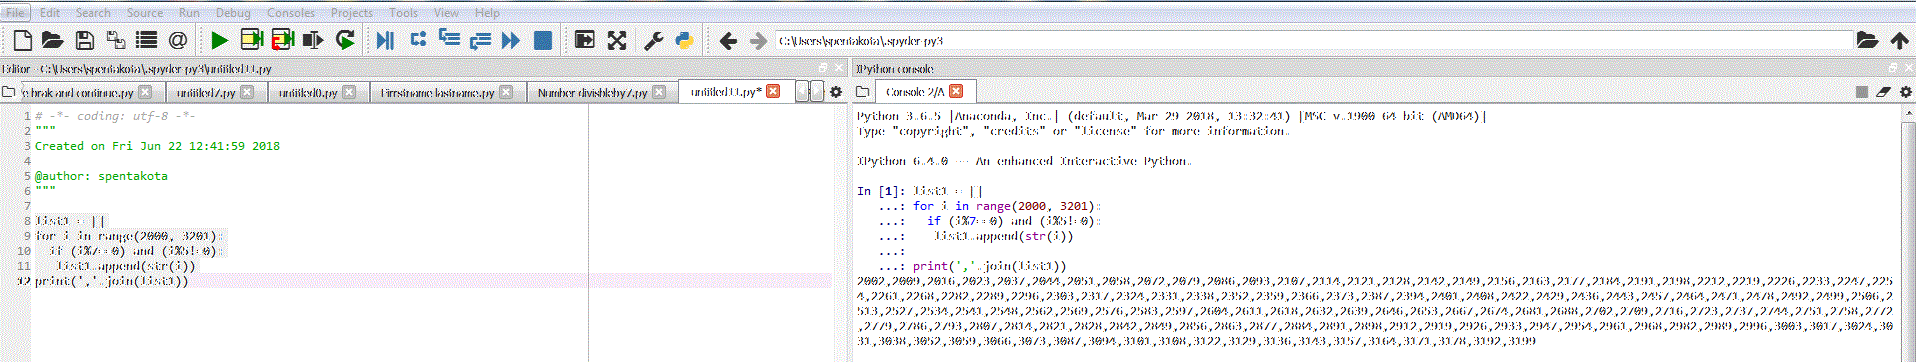 File Edit Search Source Run Debug Consoles Projects Tools View Help
C:\Users\spentakota\.spyder-py3
Editor - C:\Users\spentakota\.spyder-py3\untitled11.py
e brak and continue.py untitled7.py untitled0.py Firrstname lastname.py Number divisbleby7.py untitled11.py*
1 # -*- coding: utf-8 -*-
2 """
3 Created on Fri Jun 22 12:41:59 2018
4
5 @author: spentakota
6 """
7
8 list1 = []
9 for i in range(2000, 3201):
10 if (i%7==0) and (i%5!=0):
11 list1.append(str(i))
12 print(','.join(list1))
IPython console
Console 2/A
Python 3.6.5 |Anaconda, Inc.| (default, Mar 29 2018, 13:32:41) [MSC v.1900 64 bit (AMD64)]
Type "copyright", "credits" or "license" for more information.
IPython 6.4.0 -- An enhanced Interactive Python.
In [1]: list1 = []
...: for i in range(2000, 3201):
...: if (i%7==0) and (i%5!=0):
...: list1.append(str(i))
...:
...: print(','.join(list1))
2002,2009,2016,2023,2037,2044,2051,2058,2072,2079,2086,2093,2107,2114,2121,2128,2142,2149,2156,2163,2177,2184,2191,2198,2212,2219,2226,2233,2247,225
4,2261,2268,2282,2289,2296,2303,2317,2324,2331,2338,2352,2359,2366,2373,2387,2394,2401,2408,2422,2429,2436,2443,2457,2464,2471,2478,2492,2499,2506,2
513,2527,2534,2541,2548,2562,2569,2576,2583,2597,2604,2611,2618,2632,2639,2646,2653,2667,2674,2681,2688,2702,2709,2716,2723,2737,2744,2751,2758,2772
,2779,2786,2793,2807,2814,2821,2828,2842,2849,2856,2863,2877,2884,2891,2898,2912,2919,2926,2933,2947,2954,2961,2968,2982,2989,2996,3003,3017,3024,30
31,3038,3052,3059,3066,3073,3087,3094,3101,3108,3122,3129,3136,3143,3157,3164,3171,3178,3192,3199